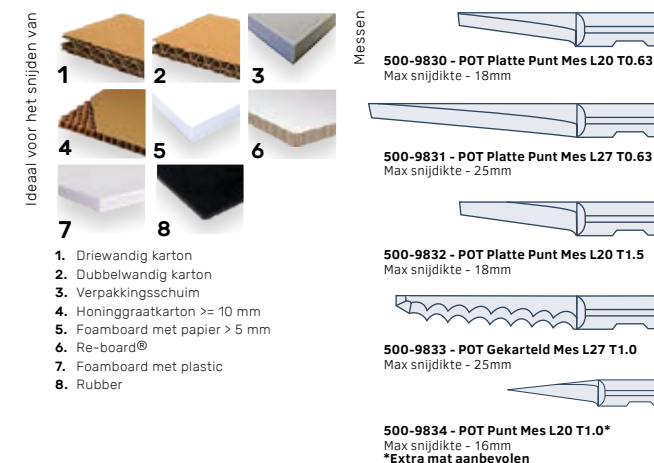 Ideaal voor het snijden van
1
2
3
4
5
6
7
8
1. Driewandig karton
2. Dubbelwandig karton
3. Verpakkingsschuim
4. Honinggraatkarton >= 10 mm
5. Foamboard met papier > 5 mm
6. Re-board®
7. Foamboard met plastic
8. Rubber
Messen
500-9830 - POT Platte Punt Mes L20 T0.63
Max snijdikte - 18mm
500-9831 - POT Platte Punt Mes L27 T0.63
Max snijdikte - 25mm
500-9832 - POT Platte Punt Mes L20 T1.5
Max snijdikte - 18mm
500-9833 - POT Gekarteld Mes L27 T1.0
Max snijdikte - 25mm
500-9834 - POT Punt Mes L20 T1.0*
Max snijdikte - 16mm
*Extra mat aanbevolen